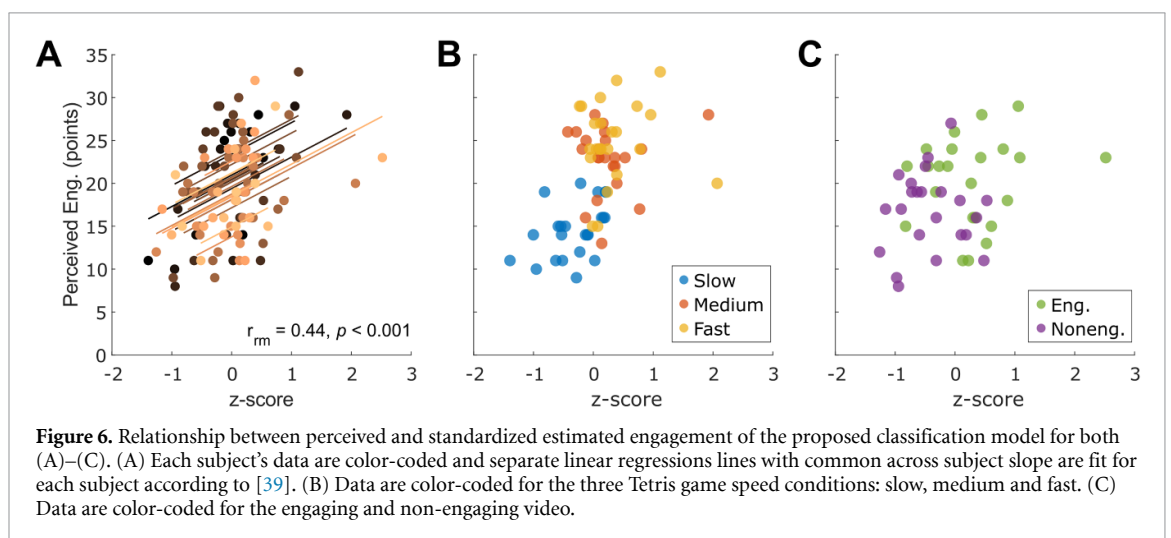 A
B
C
35
30
25
20
15
10
5
0
Perceived Eng. (points)
r_rm = 0.44, p < 0.001
Slow
Medium
Fast
Eng.
Noneng.
-2 -1 0 1 2 3
-2 -1 0 1 2 3
-2 -1 0 1 2 3
z-score
z-score
z-score
Figure 6. Relationship between perceived and standardized estimated engagement of the proposed classification model for both
(A)–(C). (A) Each subject's data are color-coded and separate linear regressions lines with common across subject slope are fit for
each subject according to [39]. (B) Data are color-coded for the three Tetris game speed conditions: slow, medium and fast. (C)
Data are color-coded for the engaging and non-engaging video.